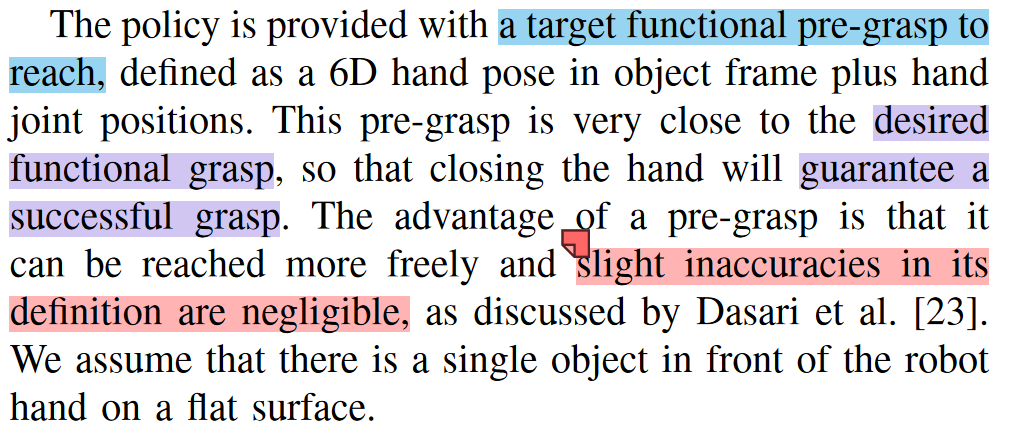 The policy is provided with a target functional pre-grasp to
reach, defined as a 6D hand pose in object frame plus hand
joint positions. This pre-grasp is very close to the desired
functional grasp, so that closing the hand will guarantee a
successful grasp. The advantage of a pre-grasp is that it
can be reached more freely and slight inaccuracies in its
definition are negligible, as discussed by Dasari et al. [23].
We assume that there is a single object in front of the robot
hand on a flat surface.